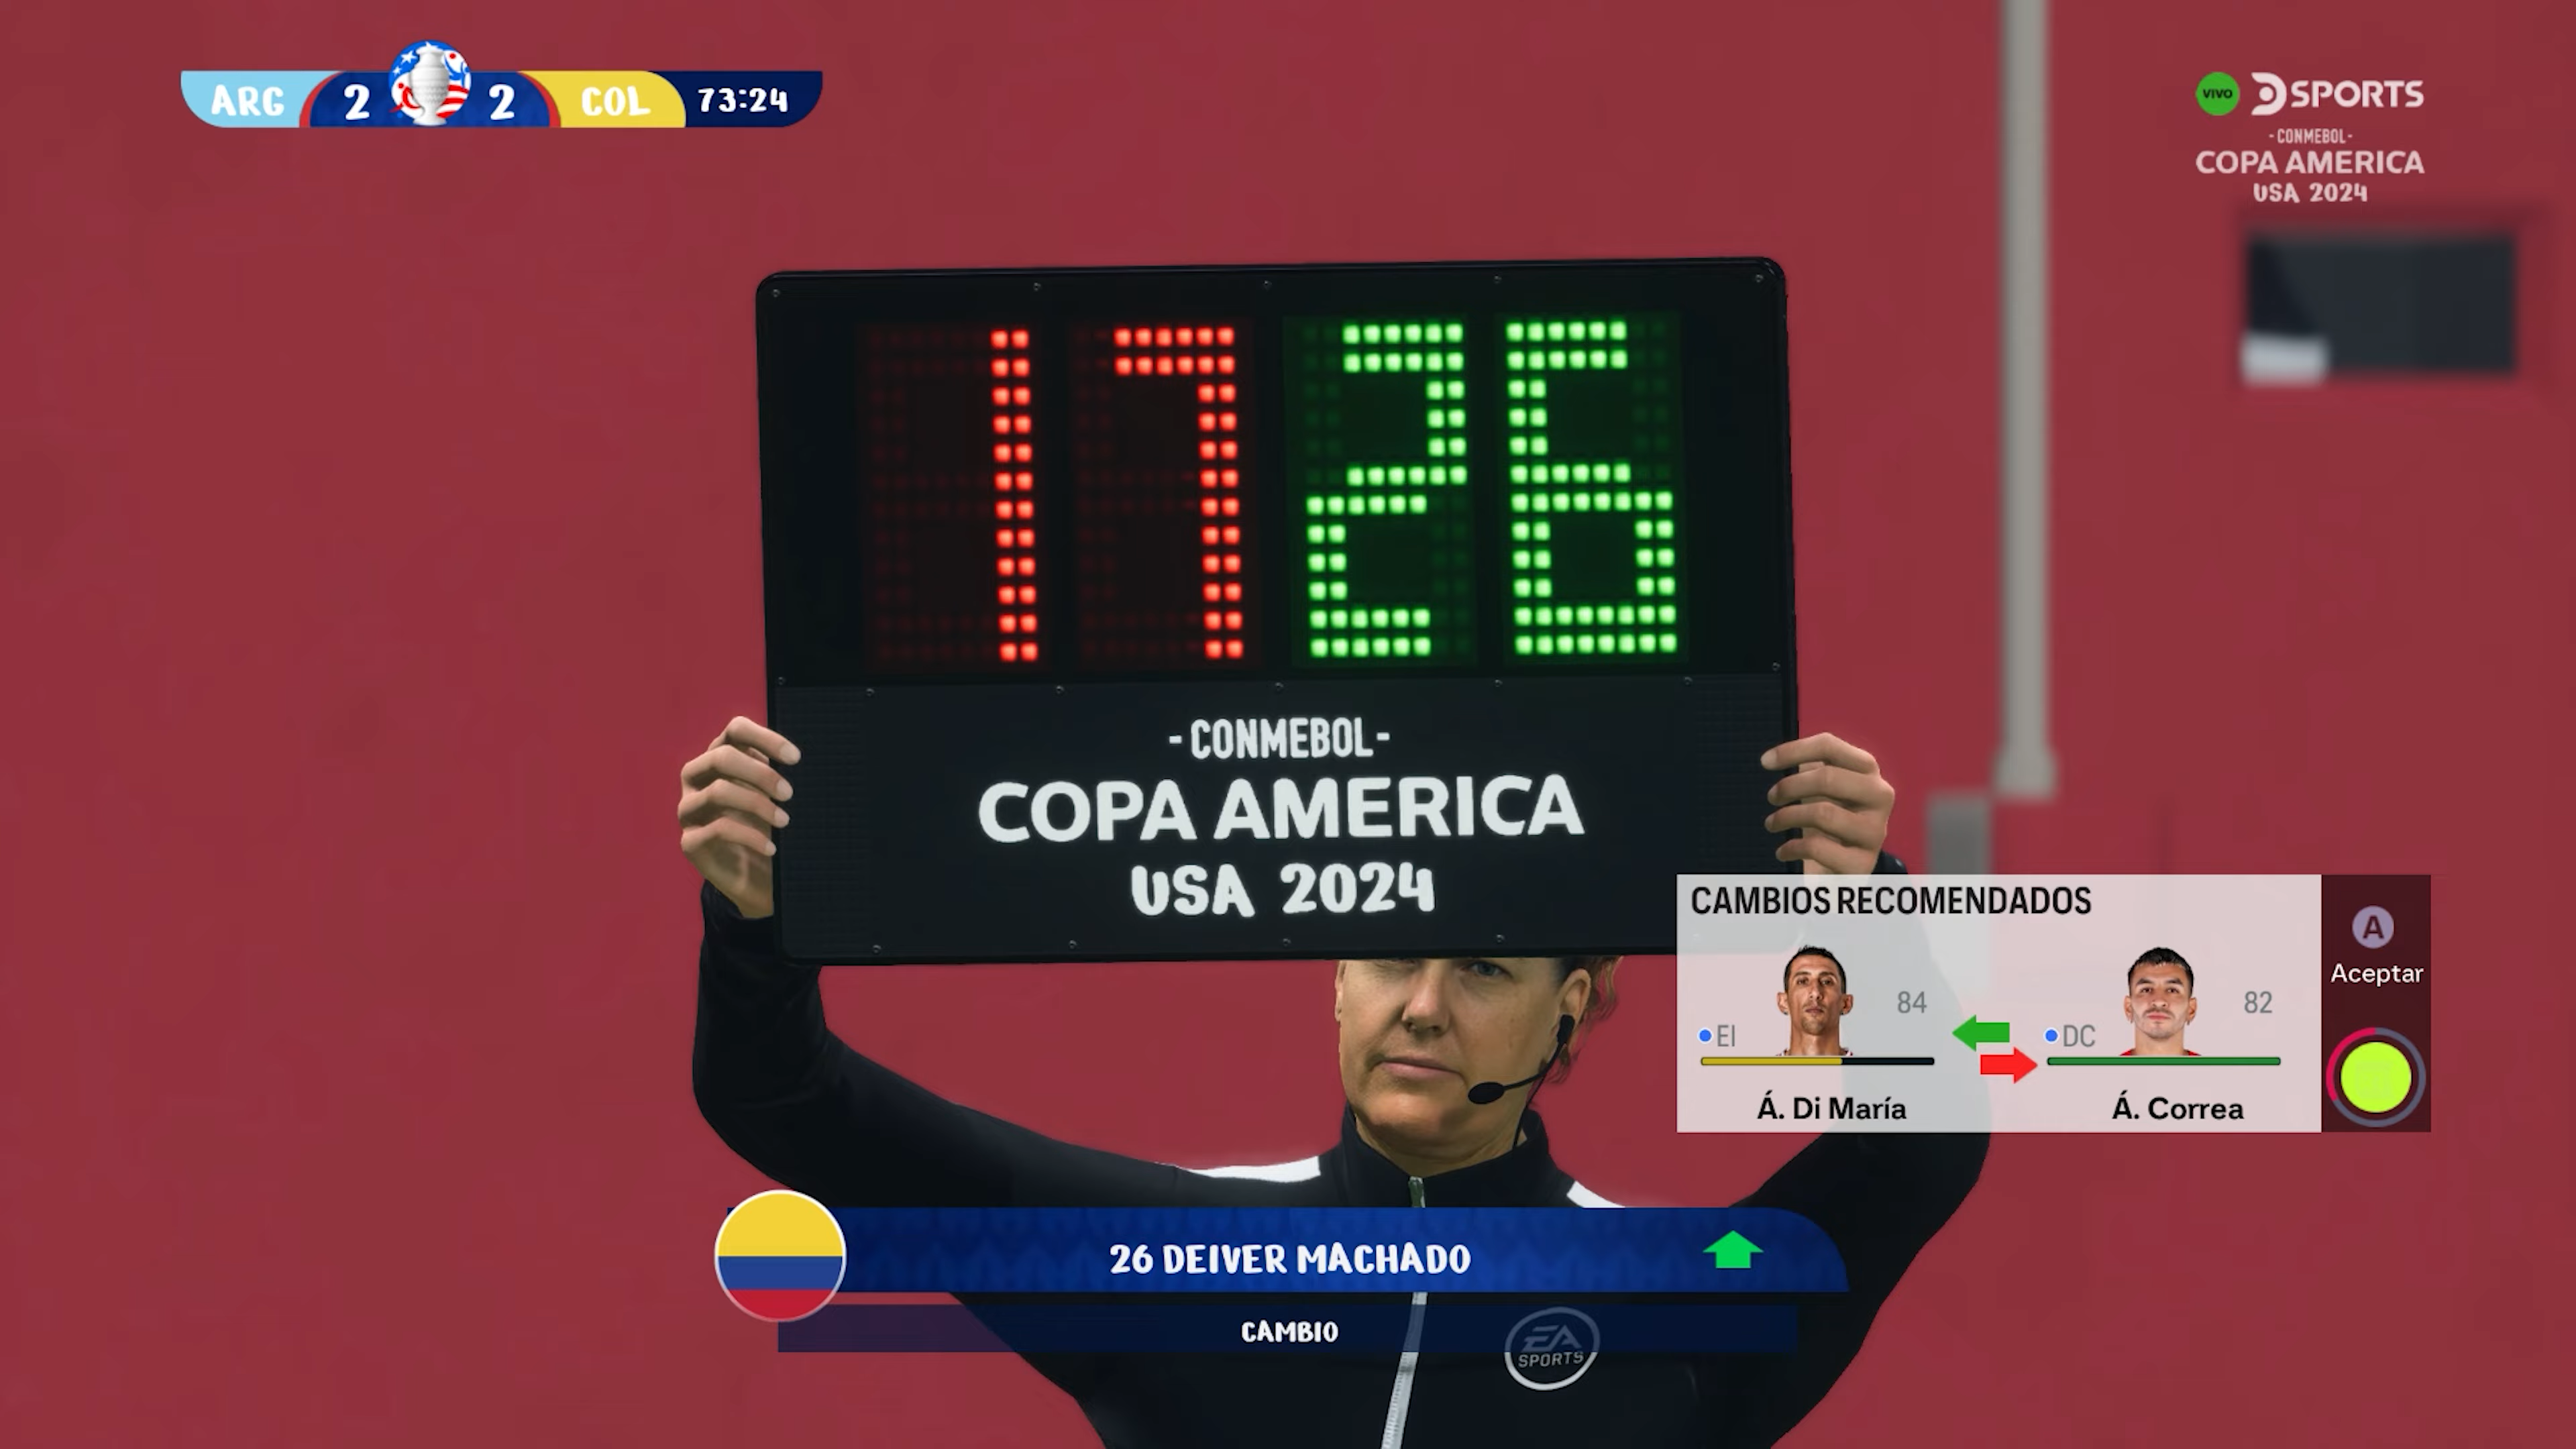 ARG 2 2 COL 73:24
VIVO DSPORTS
-CONMEBOL-
COPA AMERICA
USA 2024
17 26
-CONMEBOL-
COPA AMERICA
USA 2024
CAMBIOS RECOMENDADOS
A
Aceptar
84
82
EI
DC
Á. Di María
Á. Correa
26 DEIVER MACHADO
CAMBIO
EA
SPORTS